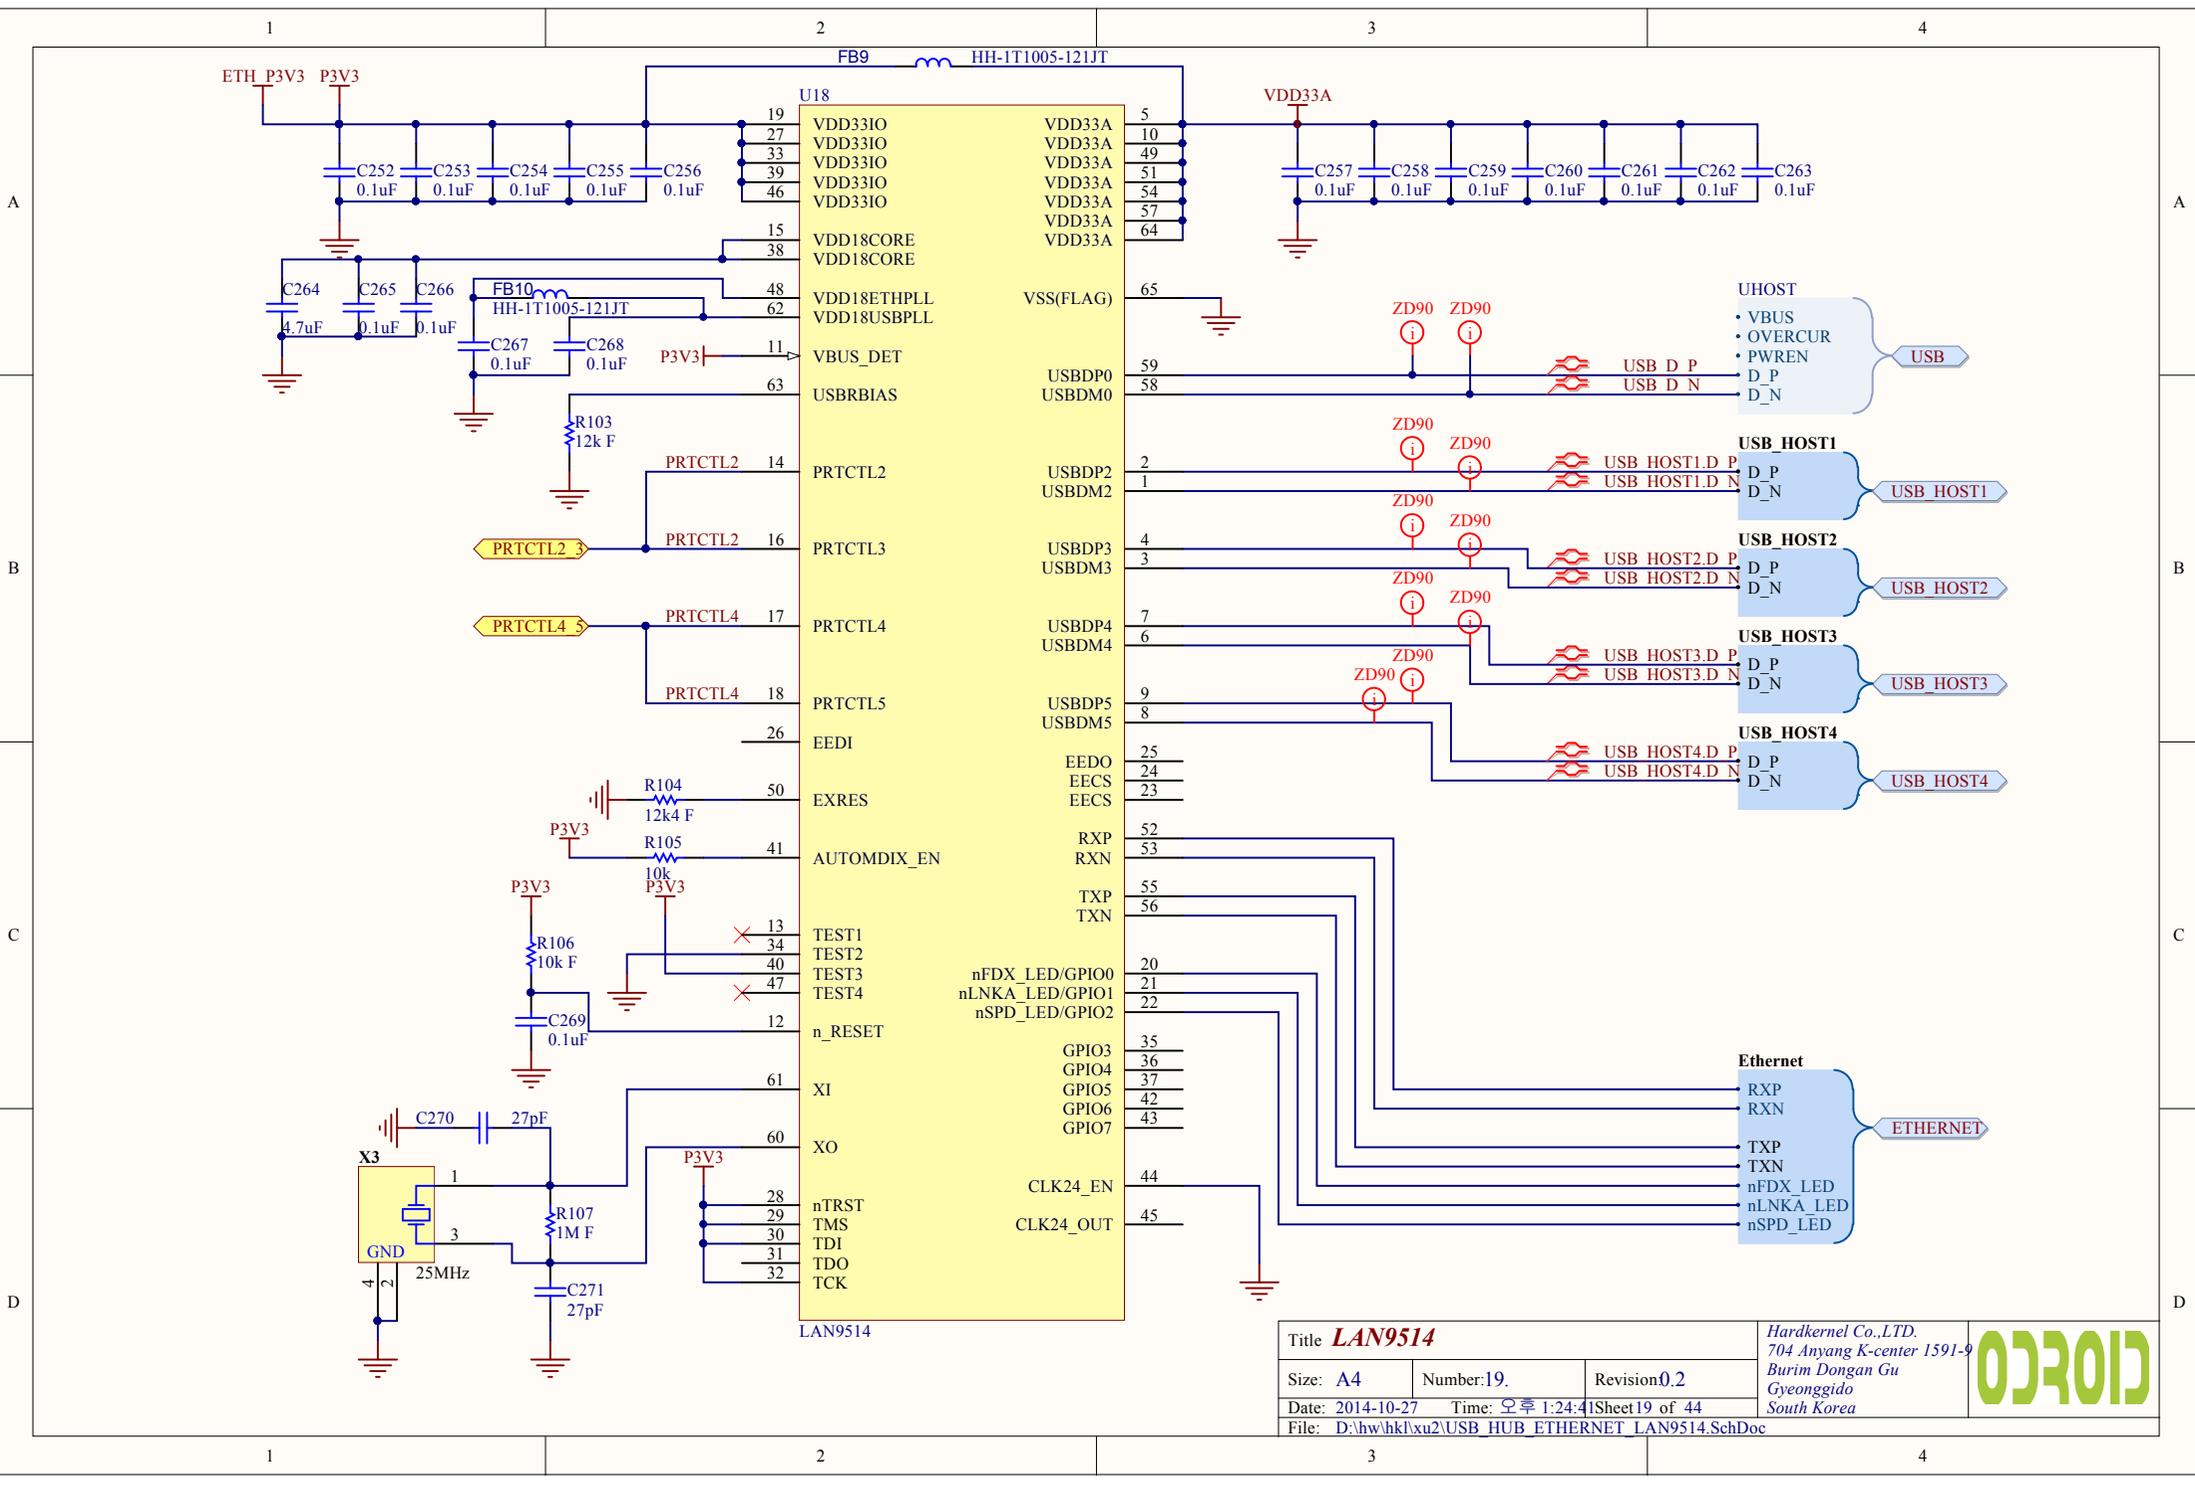 1 2 3 4
FB9 HH-1T1005-121JT
ETH_P3V3 P3V3
U18
VDD33A
19 VDD33IO VDD33A 5
27 VDD33IO VDD33A 10
33 VDD33IO VDD33A 49
39 VDD33IO VDD33A 51
46 VDD33IO VDD33A 54
VDD33A 57
VDD33A 64
C252 C253 C254 C255 C256
0.1uF 0.1uF 0.1uF 0.1uF 0.1uF
C257 C258 C259 C260 C261 C262 C263
0.1uF 0.1uF 0.1uF 0.1uF 0.1uF 0.1uF 0.1uF
A A
15 VDD18CORE
38 VDD18CORE
C264 C265 C266
4.7uF 0.1uF 0.1uF
FB10
HH-1T1005-121JT
48 VDD18ETHPLL VSS(FLAG) 65
62 VDD18USBPLL
C267 C268
0.1uF 0.1uF
P3V3 11 VBUS_DET
ZD90 ZD90
i i
UHOST
VBUS
OVERCUR
PWREN
D_P
D_N
USB
USBDP0 59 USB_D_P
63 USBRBIAS USBDM0 58 USB_D_N
R103
12k F
ZD90 ZD90
i i
USB_HOST1
PRTCTL2 14 PRTCTL2 USBDP2 2 USB_HOST1.D_P D_P
USBDM2 1 USB_HOST1.D_N D_N USB_HOST1
ZD90 ZD90
i i
USB_HOST2
PRTCTL2_3 PRTCTL2 16 PRTCTL3 USBDP3 4 USB_HOST2.D_P D_P
USBDM3 3 USB_HOST2.D_N D_N USB_HOST2
B B
ZD90 ZD90
i i
USB_HOST3
PRTCTL4_5 PRTCTL4 17 PRTCTL4 USBDP4 7 USB_HOST3.D_P D_P
USBDM4 6 USB_HOST3.D_N D_N USB_HOST3
ZD90 ZD90
i i
USB_HOST4
PRTCTL4 18 PRTCTL5 USBDP5 9 USB_HOST4.D_P D_P
USBDM5 8 USB_HOST4.D_N D_N USB_HOST4
26 EEDI
EEDO 25
EECS 24
EECS 23
R104
12k4 F
50 EXRES
P3V3
R105
10k
41 AUTOMDIX_EN
RXP 52
RXN 53
TXP 55
TXN 56
P3V3 P3V3
C C
13 TEST1
34 TEST2
40 TEST3
47 TEST4
R106
10k F
C269
0.1uF
12 n_RESET
nFDX_LED/GPIO0 20
nLNKA_LED/GPIO1 21
nSPD_LED/GPIO2 22
GPIO3 35
GPIO4 36
GPIO5 37
GPIO6 42
GPIO7 43
61 XI
60 XO
C270 27pF
X3
1
3
GND
4 2
25MHz
R107
1M F
C271
27pF
P3V3
28 nTRST
29 TMS
30 TDI
31 TDO
32 TCK
CLK24_EN 44
CLK24_OUT 45
Ethernet
RXP
RXN
TXP
TXN
nFDX_LED
nLNKA_LED
nSPD_LED
ETHERNET
D D
LAN9514
Title LAN9514
Size: A4 Number:19. Revision:0.2
Date: 2014-10-27 Time: 오후 1:24:41 Sheet19 of 44
File: D:\hw\hkl\xu2\USB_HUB_ETHERNET_LAN9514.SchDoc
Hardkernel Co.,LTD.
704 Anyang K-center 1591-9
Burim Dongan Gu
Gyeonggido
South Korea
ODROID
1 2 3 4